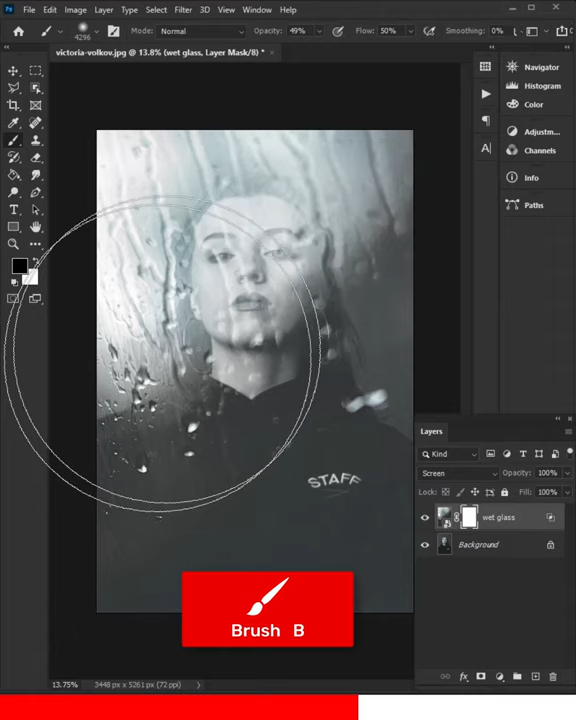 Ps File Edit Image Layer Type Select Filter 3D View Window Help
4296 Mode: Normal Opacity: 49% Flow: 50% Smoothing: 0%
victoria-volkov.jpg @ 13.8% (wet glass, Layer Mask/8) *
Navigator
Histogram
Color
Adjustm...
Channels
Info
Paths
STAFF
Layers
Kind
Screen Opacity: 100%
Lock: Fill: 100%
wet glass
Background
Brush B
13.75% 3448 px x 5261 px (72 ppi)